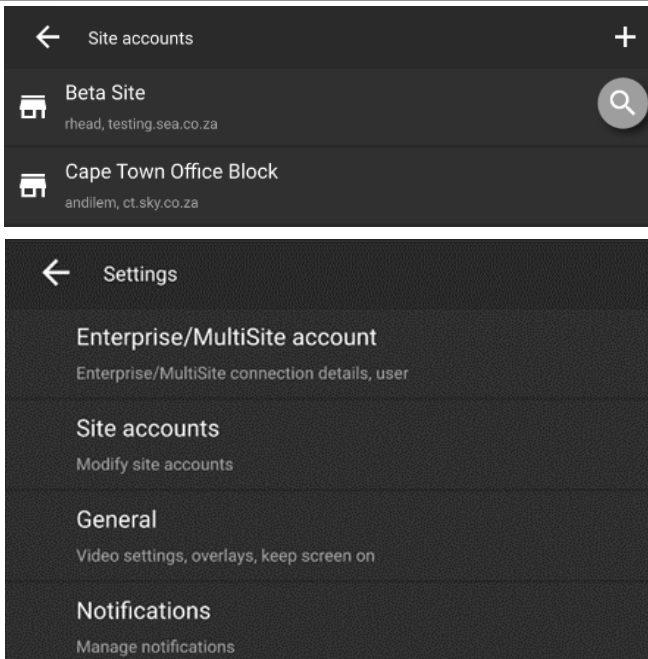 Site accounts
Beta Site
rhead, testing.sea.co.za
Cape Town Office Block
andilem, ct.sky.co.za
Settings
Enterprise/MultiSite account
Enterprise/MultiSite connection details, user
Site accounts
Modify site accounts
General
Video settings, overlays, keep screen on
Notifications
Manage notifications